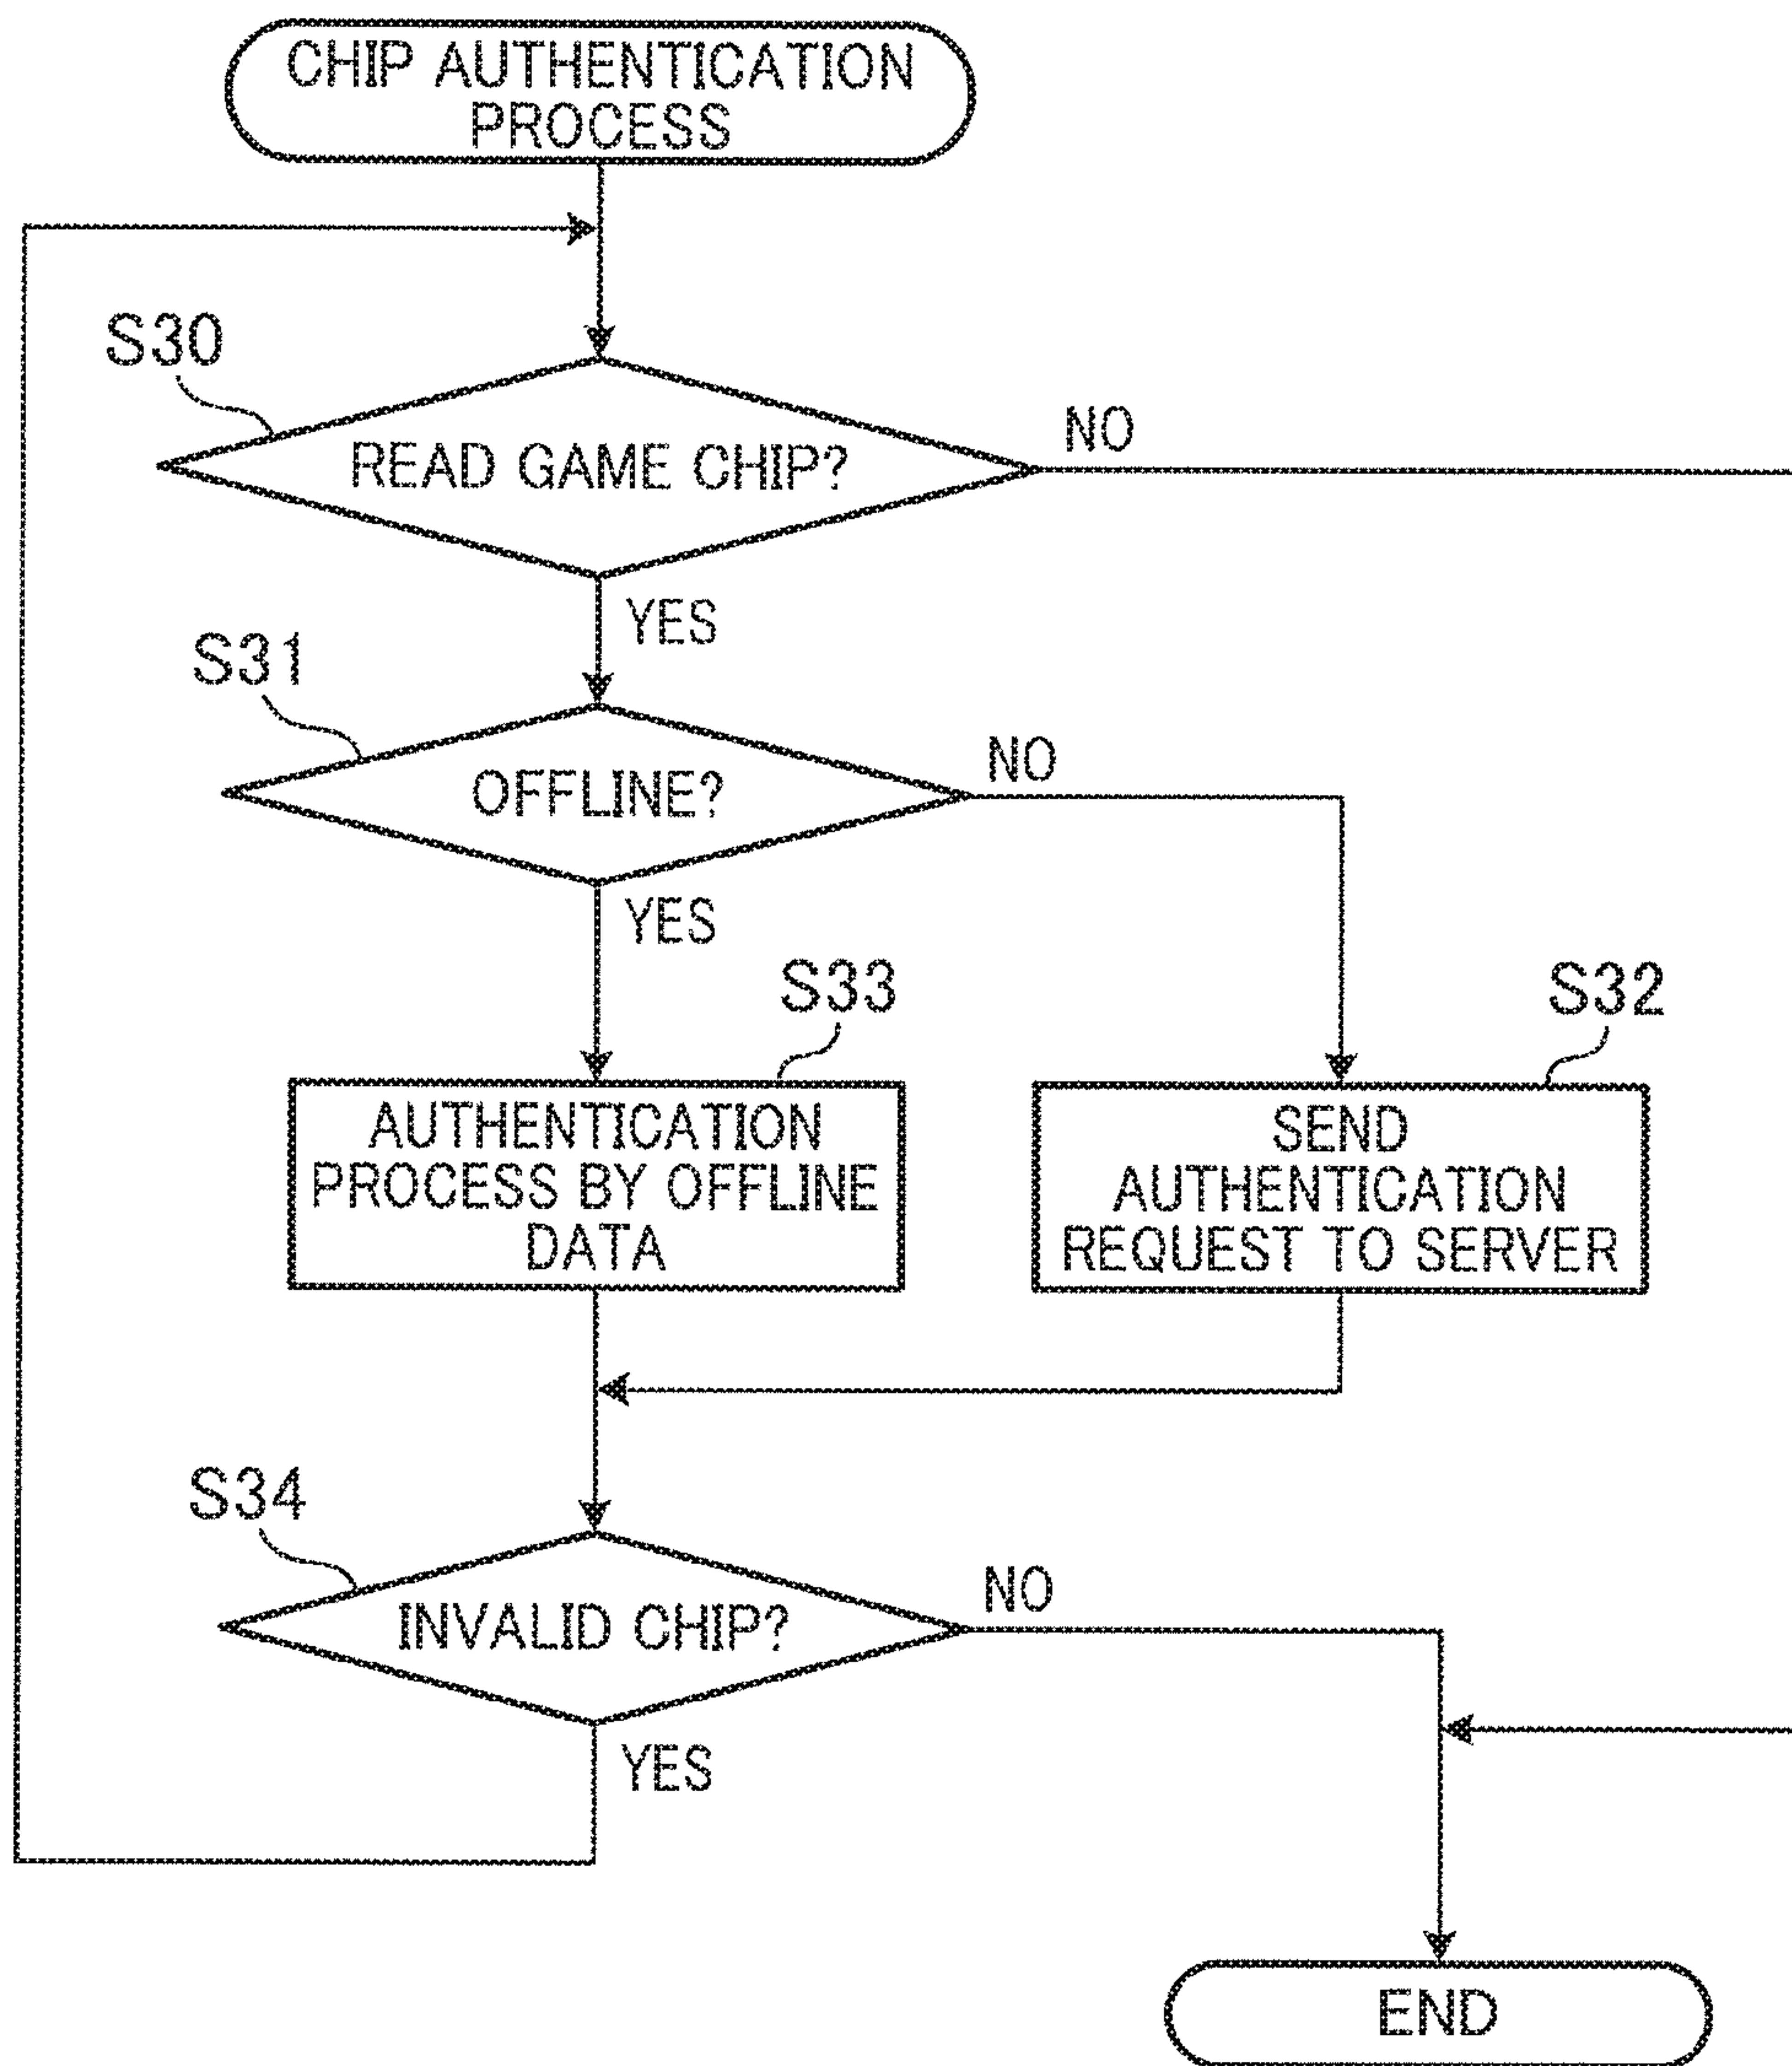 CHIP AUTHENTICATION
PROCESS
S30
READ GAME CHIP?
NO
YES
S31
OFFLINE?
NO
YES
S33
S32
AUTHENTICATION
PROCESS BY OFFLINE
DATA
SEND
AUTHENTICATION
REQUEST TO SERVER
S34
INVALID CHIP?
NO
YES
END